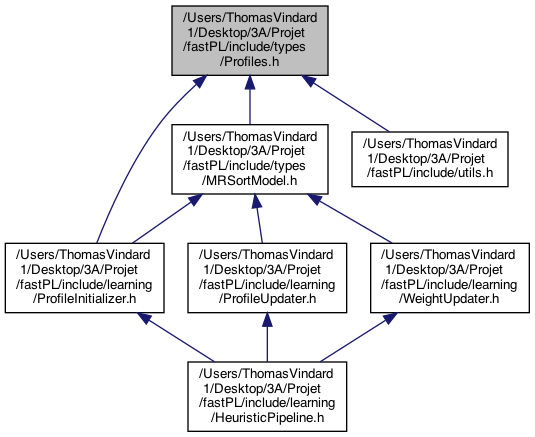 /Users/ThomasVindard
1/Desktop/3A/Projet
/fastPL/include/types
/Profiles.h
/Users/ThomasVindard
1/Desktop/3A/Projet
/fastPL/include/types
/MRSortModel.h
/Users/ThomasVindard
1/Desktop/3A/Projet
/fastPL/include/utils.h
/Users/ThomasVindard
1/Desktop/3A/Projet
/fastPL/include/learning
/ProfileInitializer.h
/Users/ThomasVindard
1/Desktop/3A/Projet
/fastPL/include/learning
/ProfileUpdater.h
/Users/ThomasVindard
1/Desktop/3A/Projet
/fastPL/include/learning
/WeightUpdater.h
/Users/ThomasVindard
1/Desktop/3A/Projet
/fastPL/include/learning
/HeuristicPipeline.h